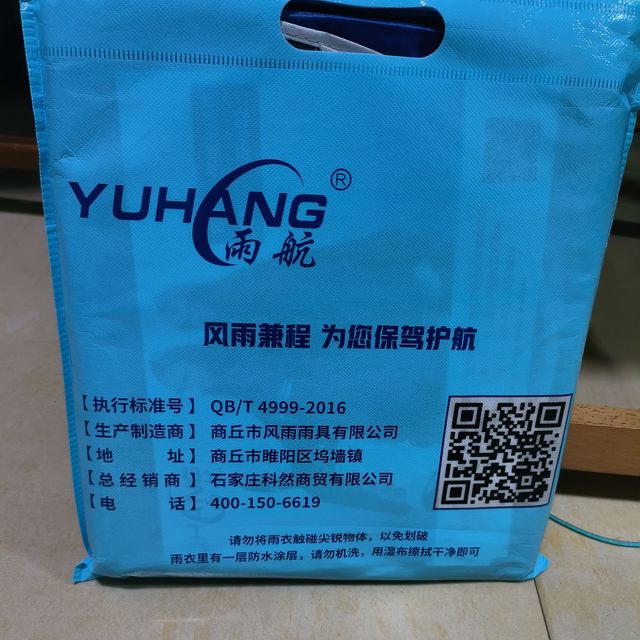 YUHANG®
雨航
风雨兼程 为您保驾护航
【执行标准号】 QB/T 4999-2016
【生产制造商】 商丘市风雨雨具有限公司
【地 址】 商丘市睢阳区坞墙镇
【总经销商】 石家庄科然商贸有限公司
【电 话】 400-150-6619
请勿将雨衣触碰尖锐物体，以免划破
雨衣里有一层防水涂层，请勿机洗，用湿布擦拭干净即可